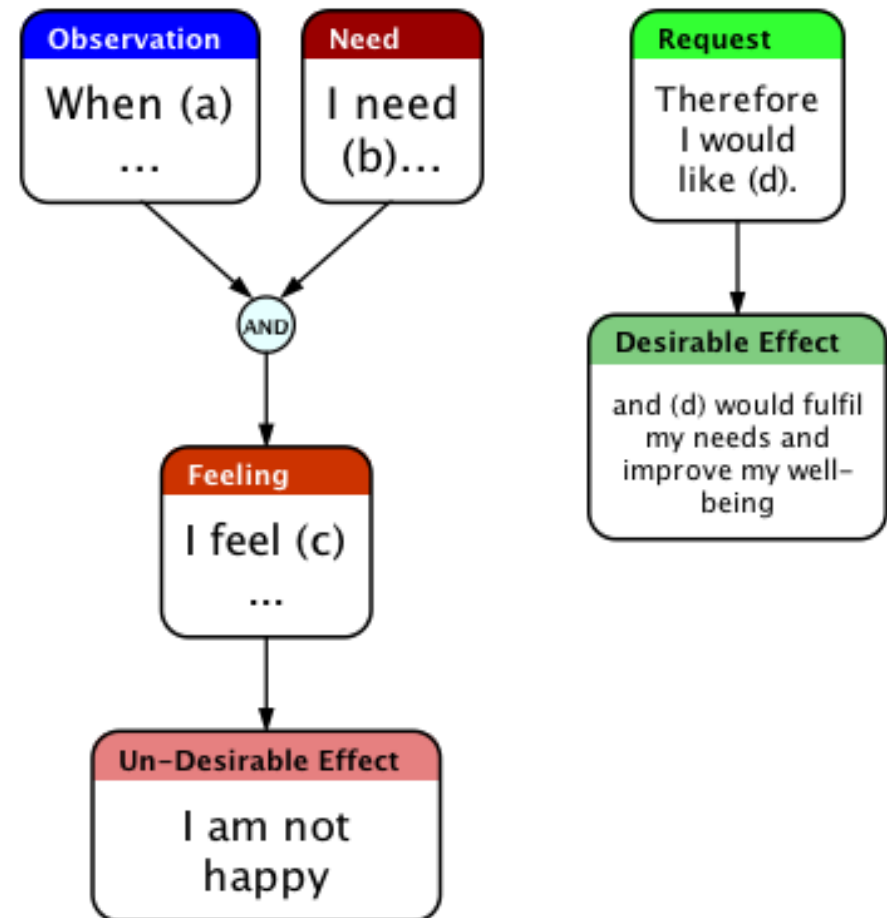 Observation
When (a)
...
Need
I need
(b)...
AND
Feeling
I feel (c)
...
Un-Desirable Effect
I am not
happy
Request
Therefore
I would
like (d).
Desirable Effect
and (d) would fulfil
my needs and
improve my well-
being